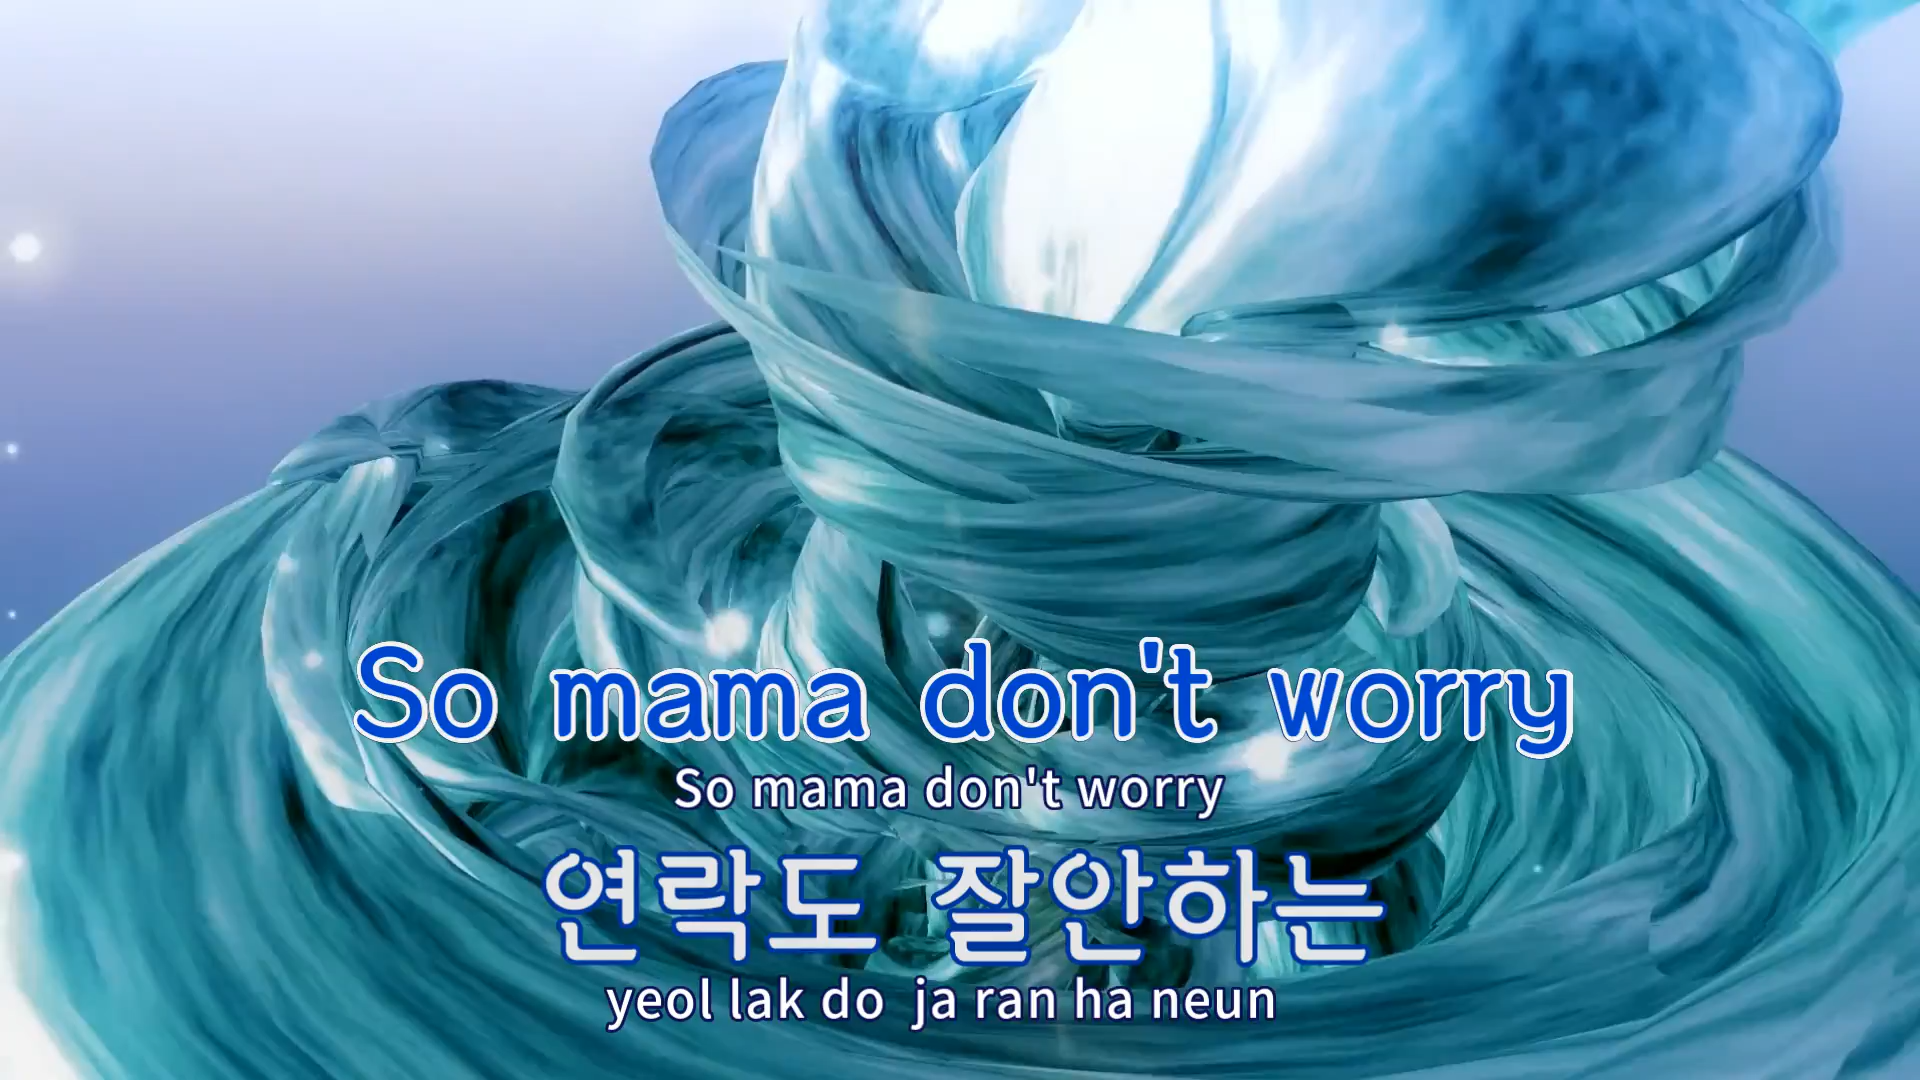 So mama don't worry
So mama don't worry
연락도 잘안하는
yeol lak do ja ran ha neun